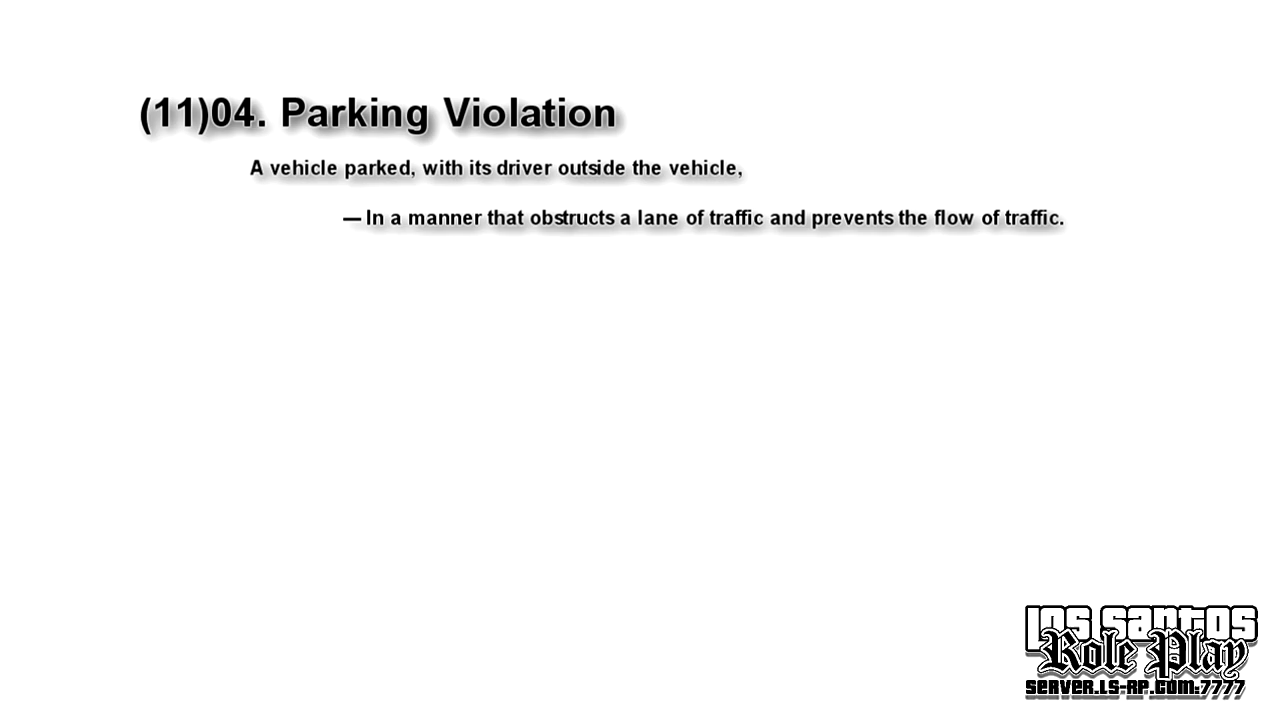 (11)04. Parking Violation
A vehicle parked, with its driver outside the vehicle,
— In a manner that obstructs a lane of traffic and prevents the flow of traffic.
Los Santos
Role Play
SERVER.LS-RP.COM:7777